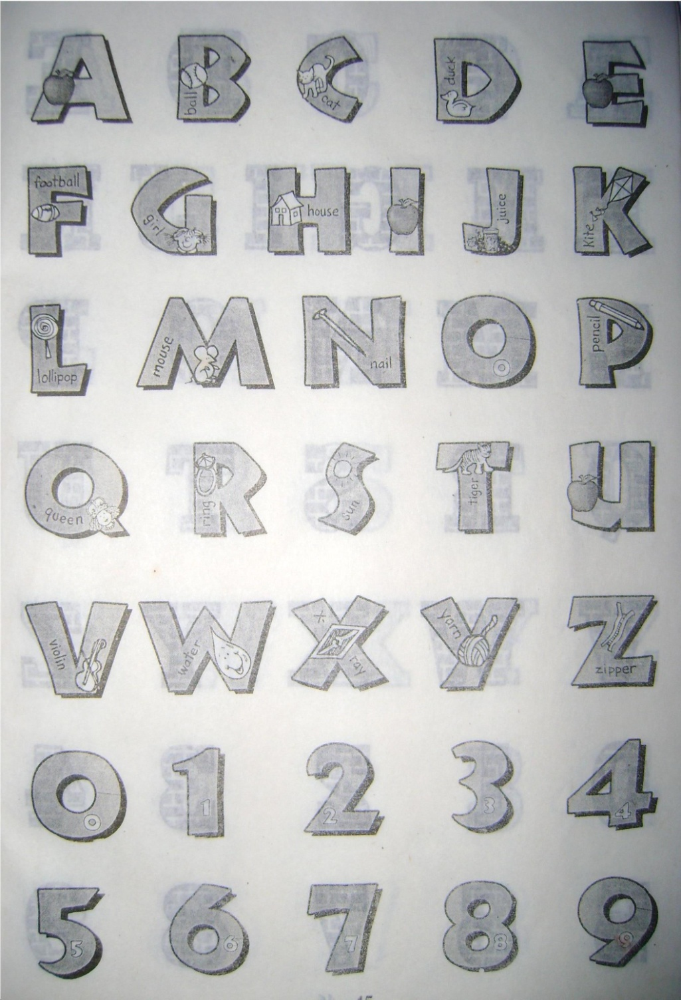 A B ball C cat D duck E
F football G girl H house I J juice K Kite
L lollipop M mouse N nail O o P pencil
Q queen R ring S sun T tiger U
V violin W water X x ray Y yarn Z zipper
0 0 1 1 2 2 3 3 4 4
5 5 6 6 7 7 8 8 9 9